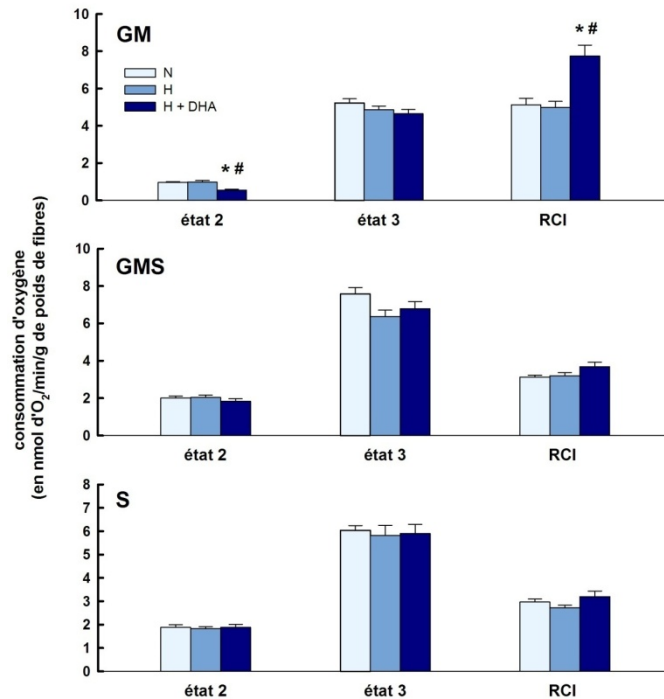 consommation d'oxygène
(en nmol d'O2/min/g de poids de fibres)
GM
N
H
H + DHA
10
8
6
4
2
0
* #
* #
état 2
état 3
RCI
GMS
10
8
6
4
2
0
état 2
état 3
RCI
S
8
7
6
5
4
3
2
1
0
état 2
état 3
RCI